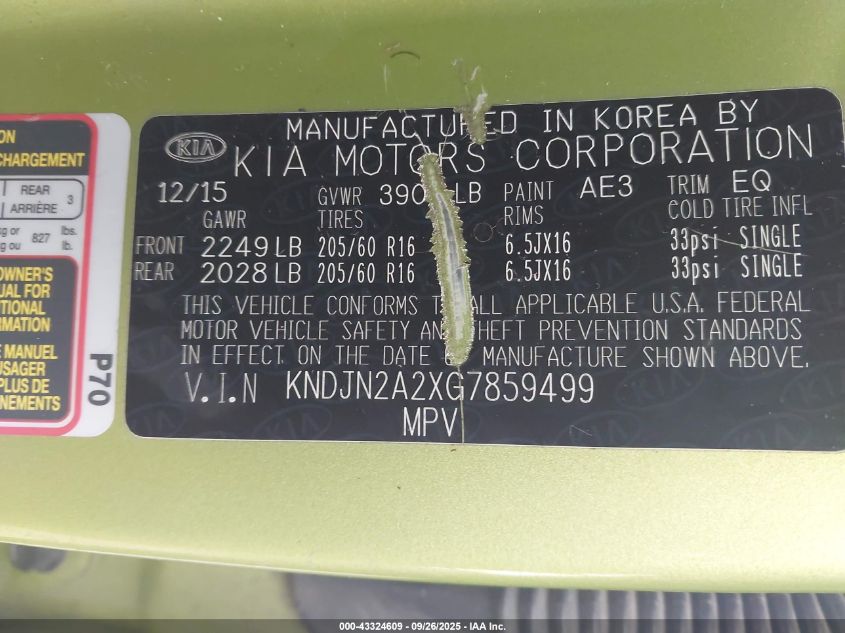 ON
CHARGEMENT
REAR
ARRIÈRE
3
g or
g ou
827
lbs.
lb.
OWNER'S
UAL FOR
TIONAL
RMATION
E MANUEL
USAGER
NEMENTS
P70
KIA
MANUFACTURED IN KOREA BY
KIA MOTORS CORPORATION
12/15 GVWR LB PAINT AE3 TRIM EQ
GAWR TIRES RIMS COLD TIRE INFL
FRONT 2249 LB 205/60 R16 6.5JX16 33psi SINGLE
REAR 2028 LB 205/60 R16 6.5JX16 33psi SINGLE
THIS VEHICLE CONFORMS TO ALL APPLICABLE U.S.A. FEDERAL
MOTOR VEHICLE SAFETY AND THEFT PREVENTION STANDARDS
IN EFFECT ON THE DATE OF MANUFACTURE SHOWN ABOVE.
V.I.N KNDJN2A2XG7859499
MPV
000-43324609 - 09/26/2025 - IAA Inc.